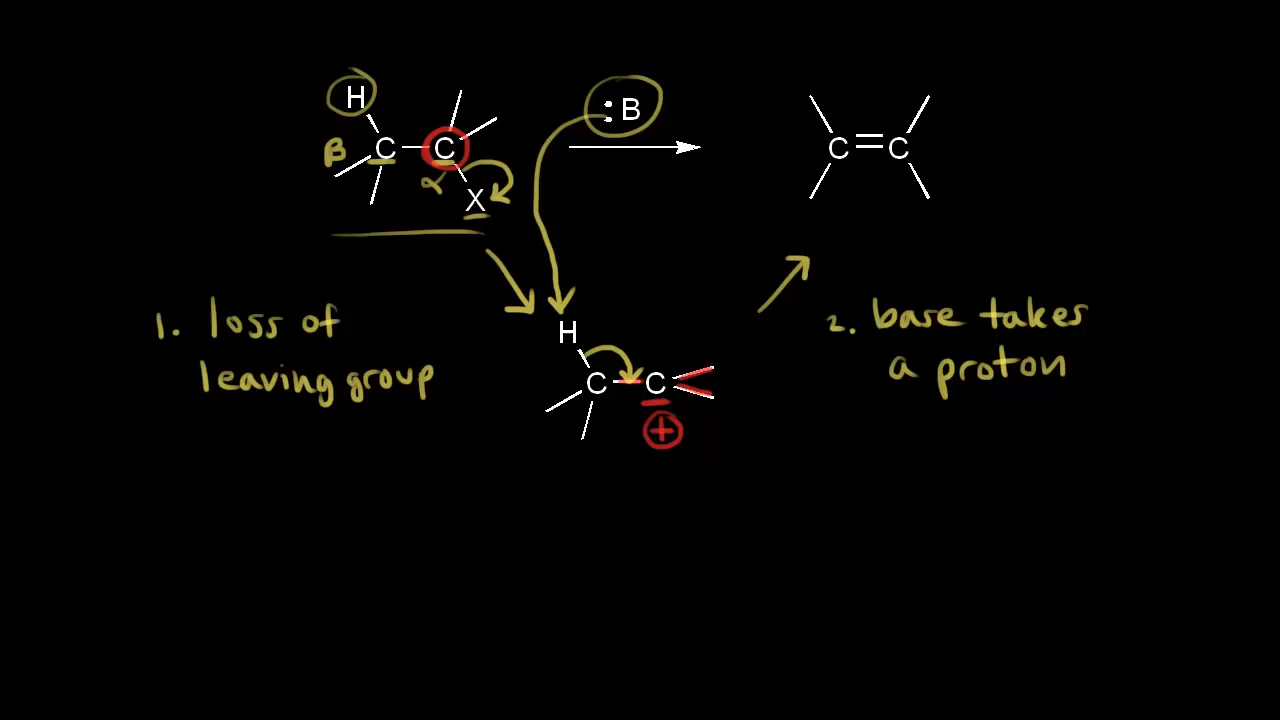 H
:B
β C C C=C
α
X
1. loss of
leaving group
H
C C
+
2. base takes
a proton